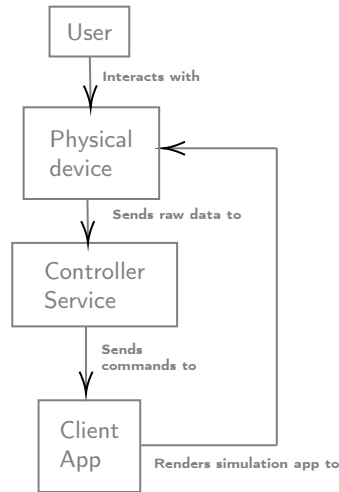 User
Interacts with
Physical
device
Sends raw data to
Controller
Service
Sends
commands to
Client
App
Renders simulation app to